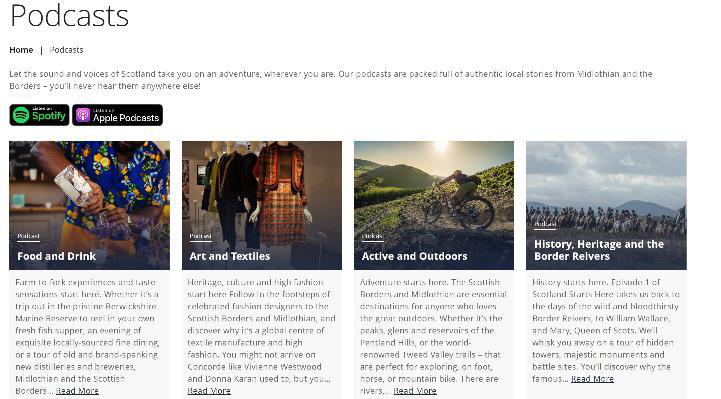 Podcasts
Home | Podcasts
Let the sound and voices of Scotland take you on an adventure, wherever you are. Our podcasts are packed full of authentic local stories from Midlothian and the
Borders – you'll never hear them anywhere else!
Listen on
Spotify
Listen on
Apple Podcasts
Podcast
Food and Drink
Farm to fork experiences and taste
sensations start here. Whether it's a
trip out in the pristine Berwickshire
Marine Reserve to reel in your own
fresh fish supper, an evening of
exquisite locally-sourced fine dining,
or a tour of old and brand-spanking
new distilleries and breweries,
Midlothian and the Scottish
Borders... Read More
Podcast
Art and Textiles
Heritage, culture and high fashion
start here Follow in the footsteps of
celebrated fashion designers to the
Scottish Borders and Midlothian, and
discover why it's a global centre of
textile manufacture and high
fashion. You might not arrive on
Concorde like Vivienne Westwood
and Donna Karan used to, but you...
Read More
Podcast
Active and Outdoors
Adventure starts here. The Scottish
Borders and Midlothian are essential
destinations for anyone who loves
the great outdoors. Whether it's the
peaks, glens and reservoirs of the
Pentland Hills, or the world-
renowned Tweed Valley trails – that
are perfect for exploring, on foot,
horse, or mountain bike. There are
rivers,... Read More
Podcast
History, Heritage and the
Border Reivers
History starts here. Episode 1 of
Scotland Starts Here takes us back to
the days of the wild and bloodthirsty
Border Reivers, to William Wallace,
and Mary, Queen of Scots. We'll
whisk you away on a tour of hidden
towers, majestic monuments and
battle sites. You'll discover why the
famous... Read More